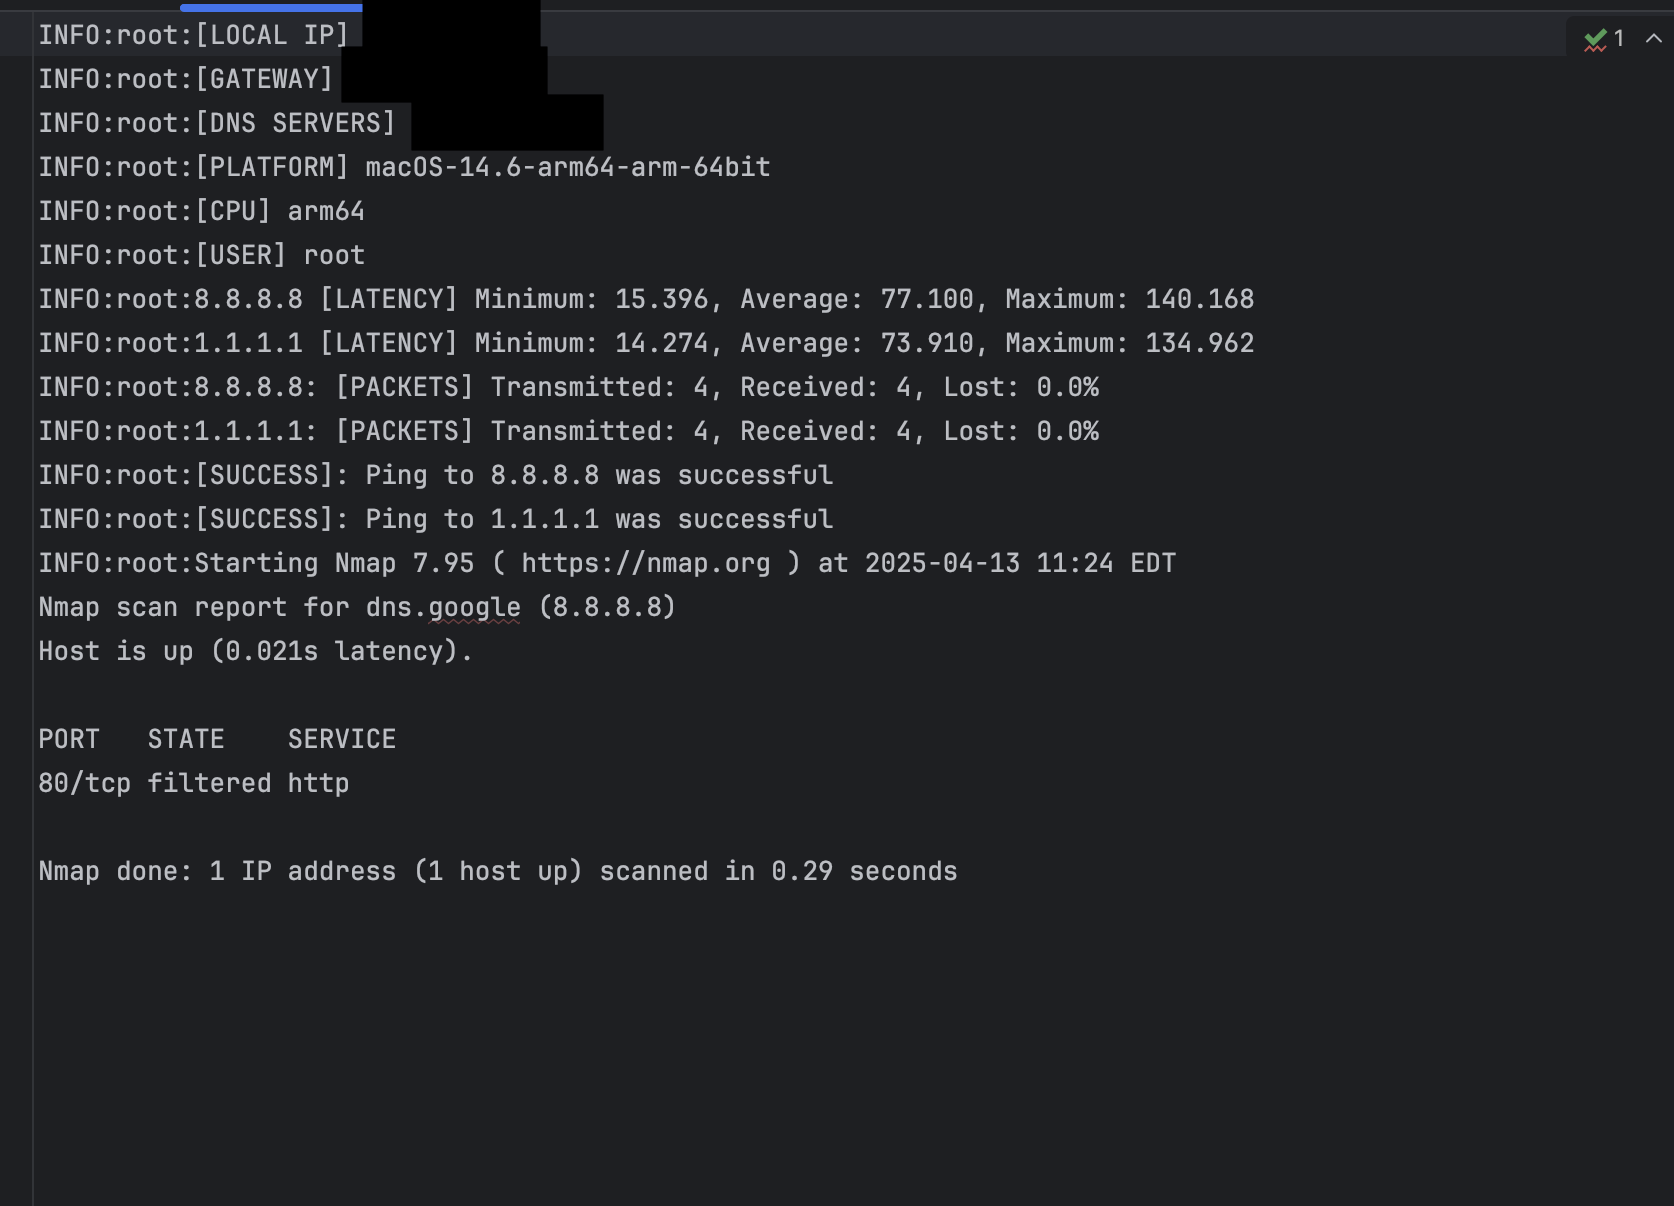 INFO:root:[LOCAL IP]
1
INFO:root:[GATEWAY]
INFO:root:[DNS SERVERS]
INFO:root:[PLATFORM] macOS-14.6-arm64-arm-64bit
INFO:root:[CPU] arm64
INFO:root:[USER] root
INFO:root:8.8.8.8 [LATENCY] Minimum: 15.396, Average: 77.100, Maximum: 140.168
INFO:root:1.1.1.1 [LATENCY] Minimum: 14.274, Average: 73.910, Maximum: 134.962
INFO:root:8.8.8.8: [PACKETS] Transmitted: 4, Received: 4, Lost: 0.0%
INFO:root:1.1.1.1: [PACKETS] Transmitted: 4, Received: 4, Lost: 0.0%
INFO:root:[SUCCESS]: Ping to 8.8.8.8 was successful
INFO:root:[SUCCESS]: Ping to 1.1.1.1 was successful
INFO:root:Starting Nmap 7.95 ( https://nmap.org ) at 2025-04-13 11:24 EDT
Nmap scan report for dns.google (8.8.8.8)
Host is up (0.021s latency).
PORT   STATE    SERVICE
80/tcp filtered http
Nmap done: 1 IP address (1 host up) scanned in 0.29 seconds